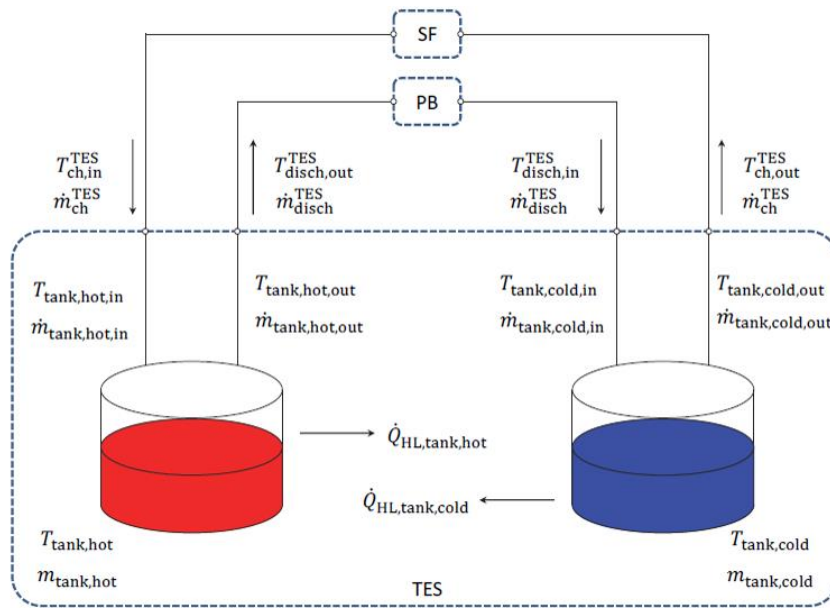 SF
PB
T_ch,in^TES
ṁ_ch^TES
T_disch,out^TES
ṁ_disch^TES
T_disch,in^TES
ṁ_disch^TES
T_ch,out^TES
ṁ_ch^TES
T_tank,hot,in
ṁ_tank,hot,in
T_tank,hot,out
ṁ_tank,hot,out
T_tank,cold,in
ṁ_tank,cold,in
T_tank,cold,out
ṁ_tank,cold,out
Q̇_HL,tank,hot
Q̇_HL,tank,cold
T_tank,hot
m_tank,hot
TES
T_tank,cold
m_tank,cold